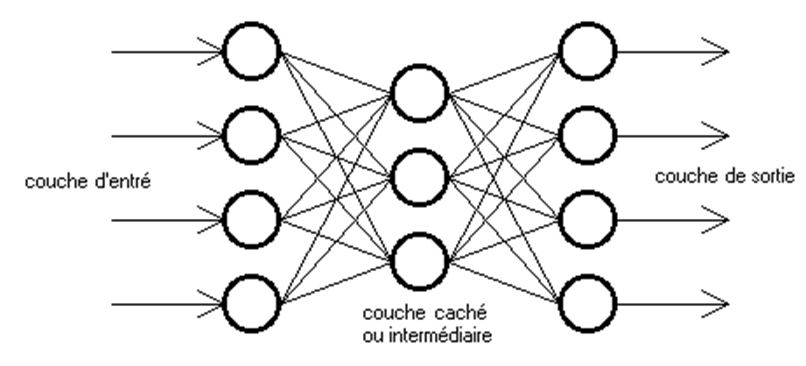 couche d'entré
couche de sortie
couche caché
ou intermédiaire